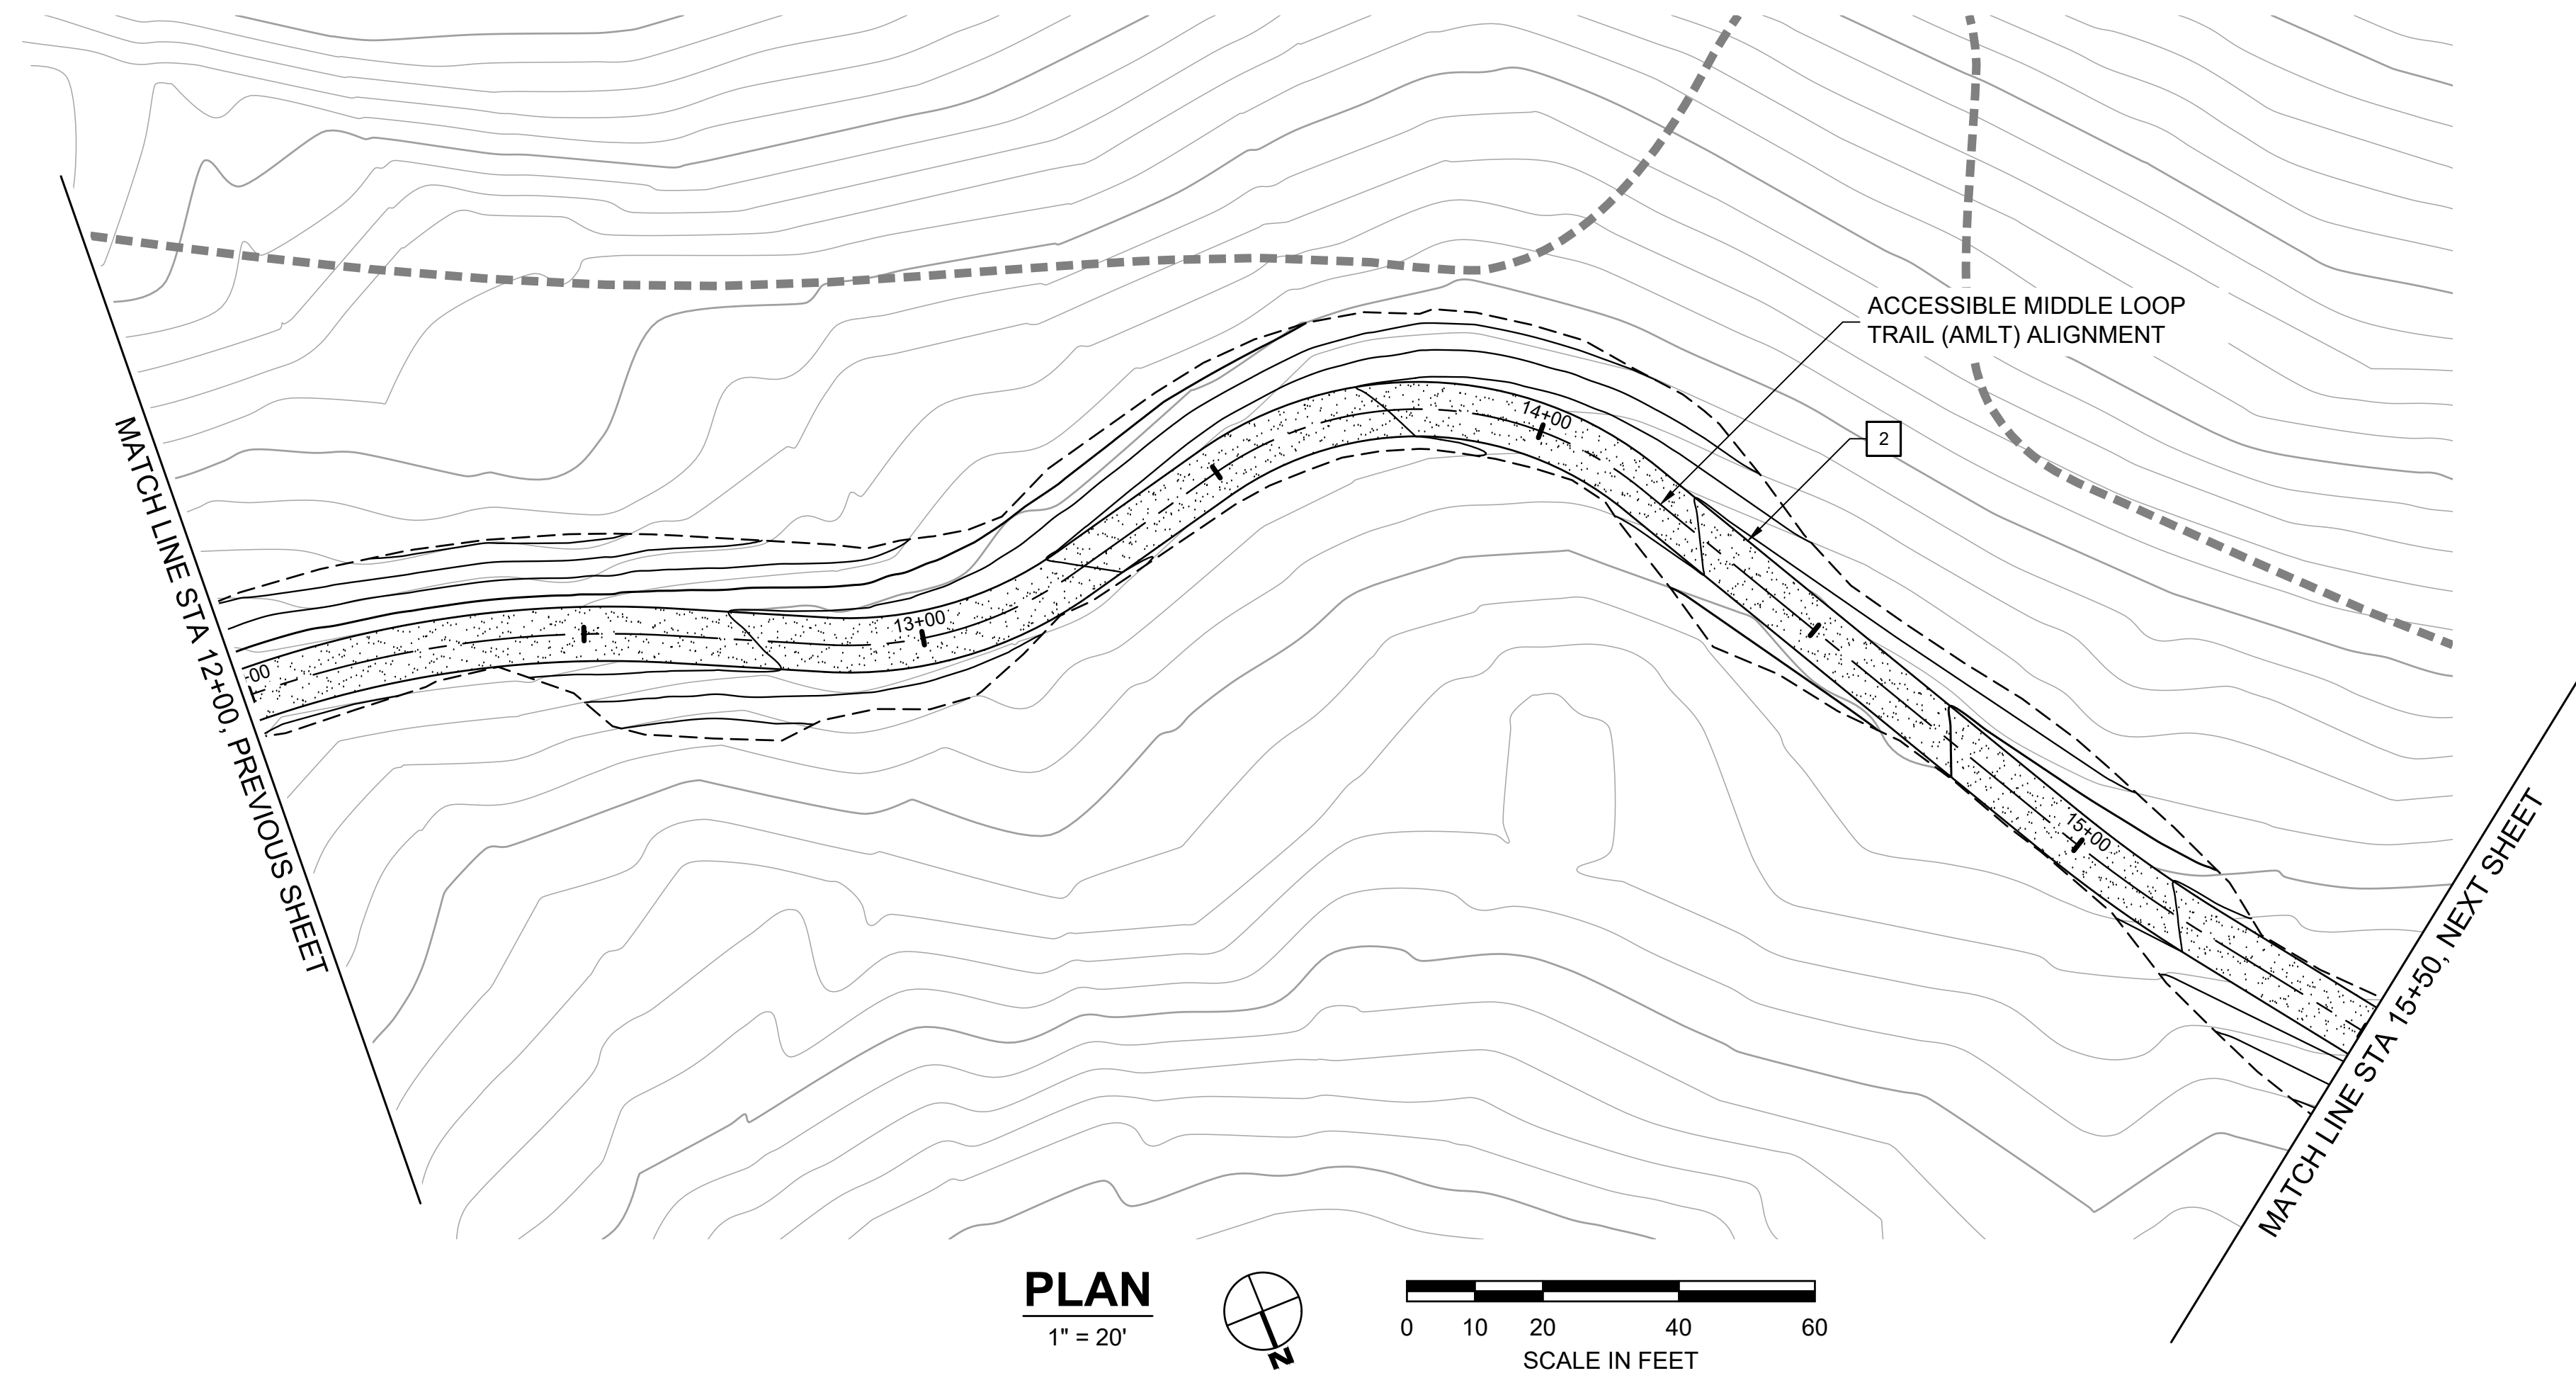 ACCESSIBLE MIDDLE LOOP
TRAIL (AMLT) ALIGNMENT
2
14+00
13+00
-00
15+00
MATCH LINE STA 12+00, PREVIOUS SHEET
MATCH LINE STA 15+50, NEXT SHEET
PLAN
1" = 20'
N
0 10 20 40 60
SCALE IN FEET